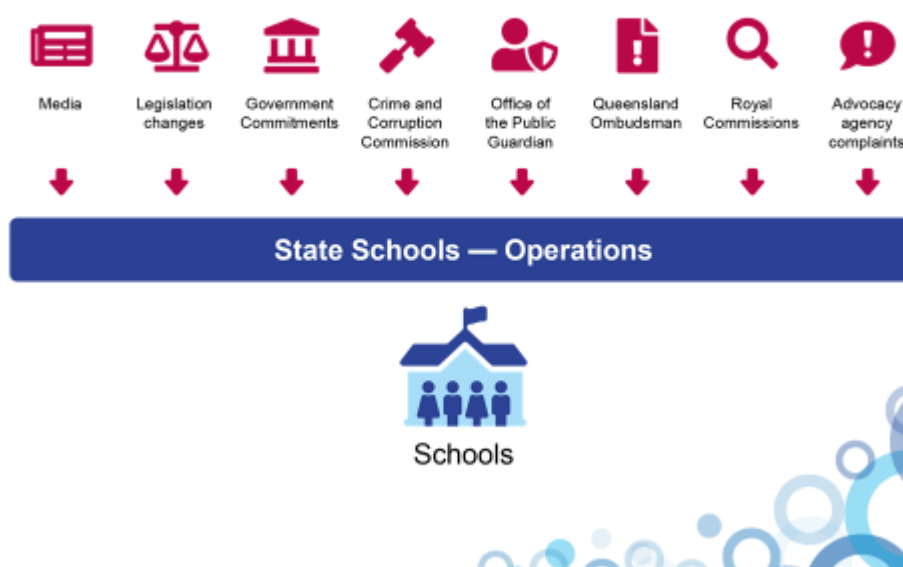 Media
Legislation
changes
Government
Commitments
Crime and
Corruption
Commission
Office of
the Public
Guardian
Queensland
Ombudsman
Royal
Commissions
Advocacy
agency
complaints
State Schools — Operations
Schools